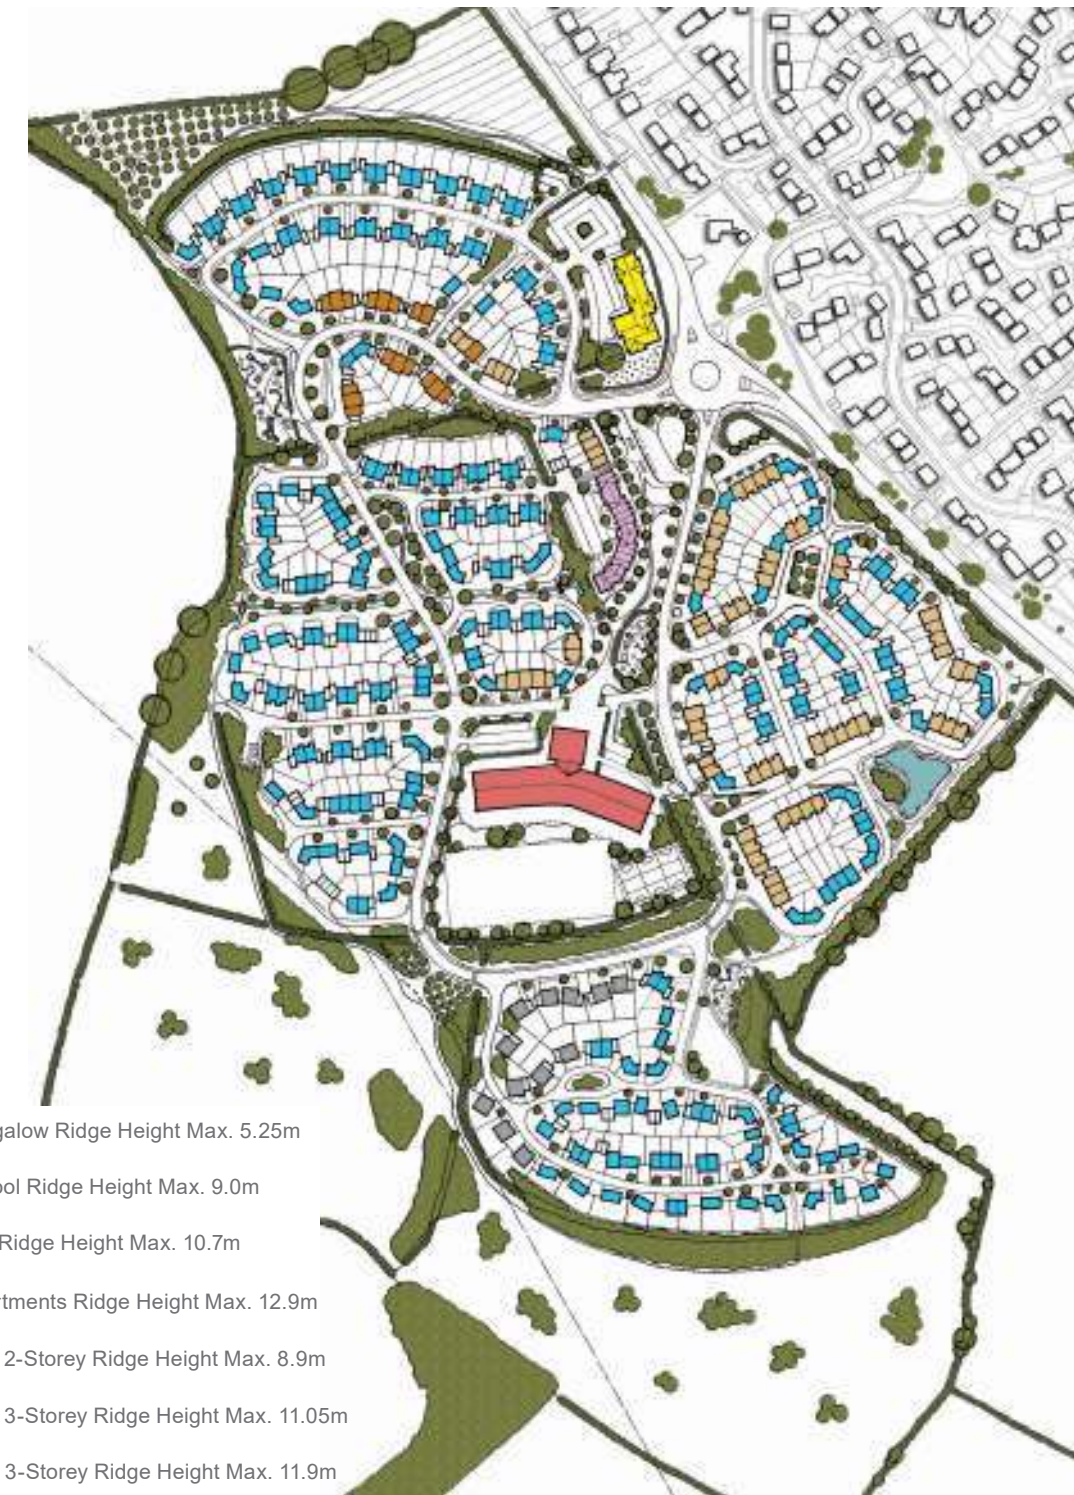 galow Ridge Height Max. 5.25m
ool Ridge Height Max. 9.0m
Ridge Height Max. 10.7m
rtments Ridge Height Max. 12.9m
2-Storey Ridge Height Max. 8.9m
3-Storey Ridge Height Max. 11.05m
3-Storey Ridge Height Max. 11.9m